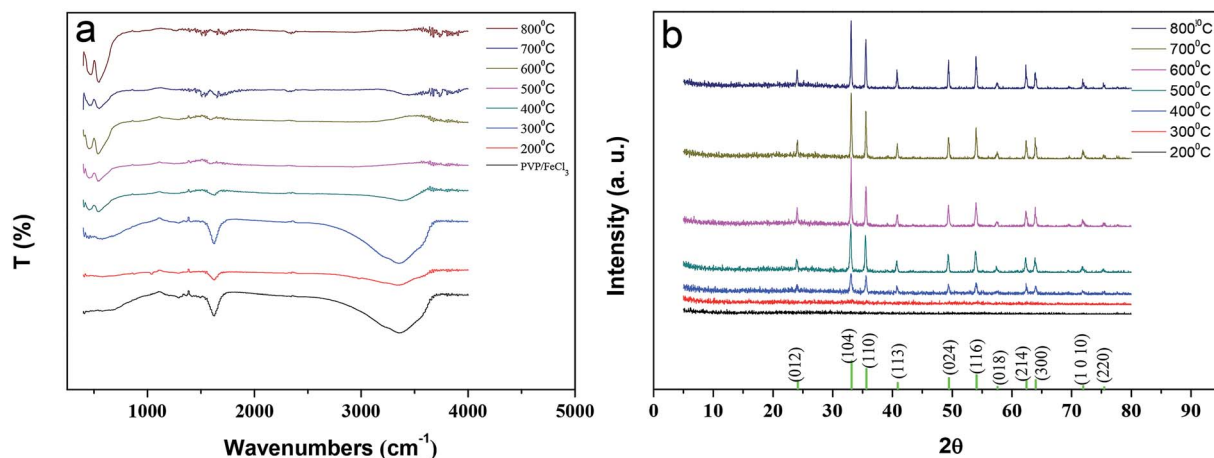 a
800⁰C
700⁰C
600⁰C
500⁰C
400⁰C
300⁰C
200⁰C
PVP/FeCl₃
T (%)
1000 2000 3000 4000 5000
Wavenumbers (cm⁻¹)
b
800¹⁰C
700⁰C
600⁰C
500⁰C
400⁰C
300⁰C
200⁰C
Intensity (a. u.)
(012) (104) (110) (113) (024) (116) (018) (214) (300) (1 0 10) (220)
0 10 20 30 40 50 60 70 80 90
2θ